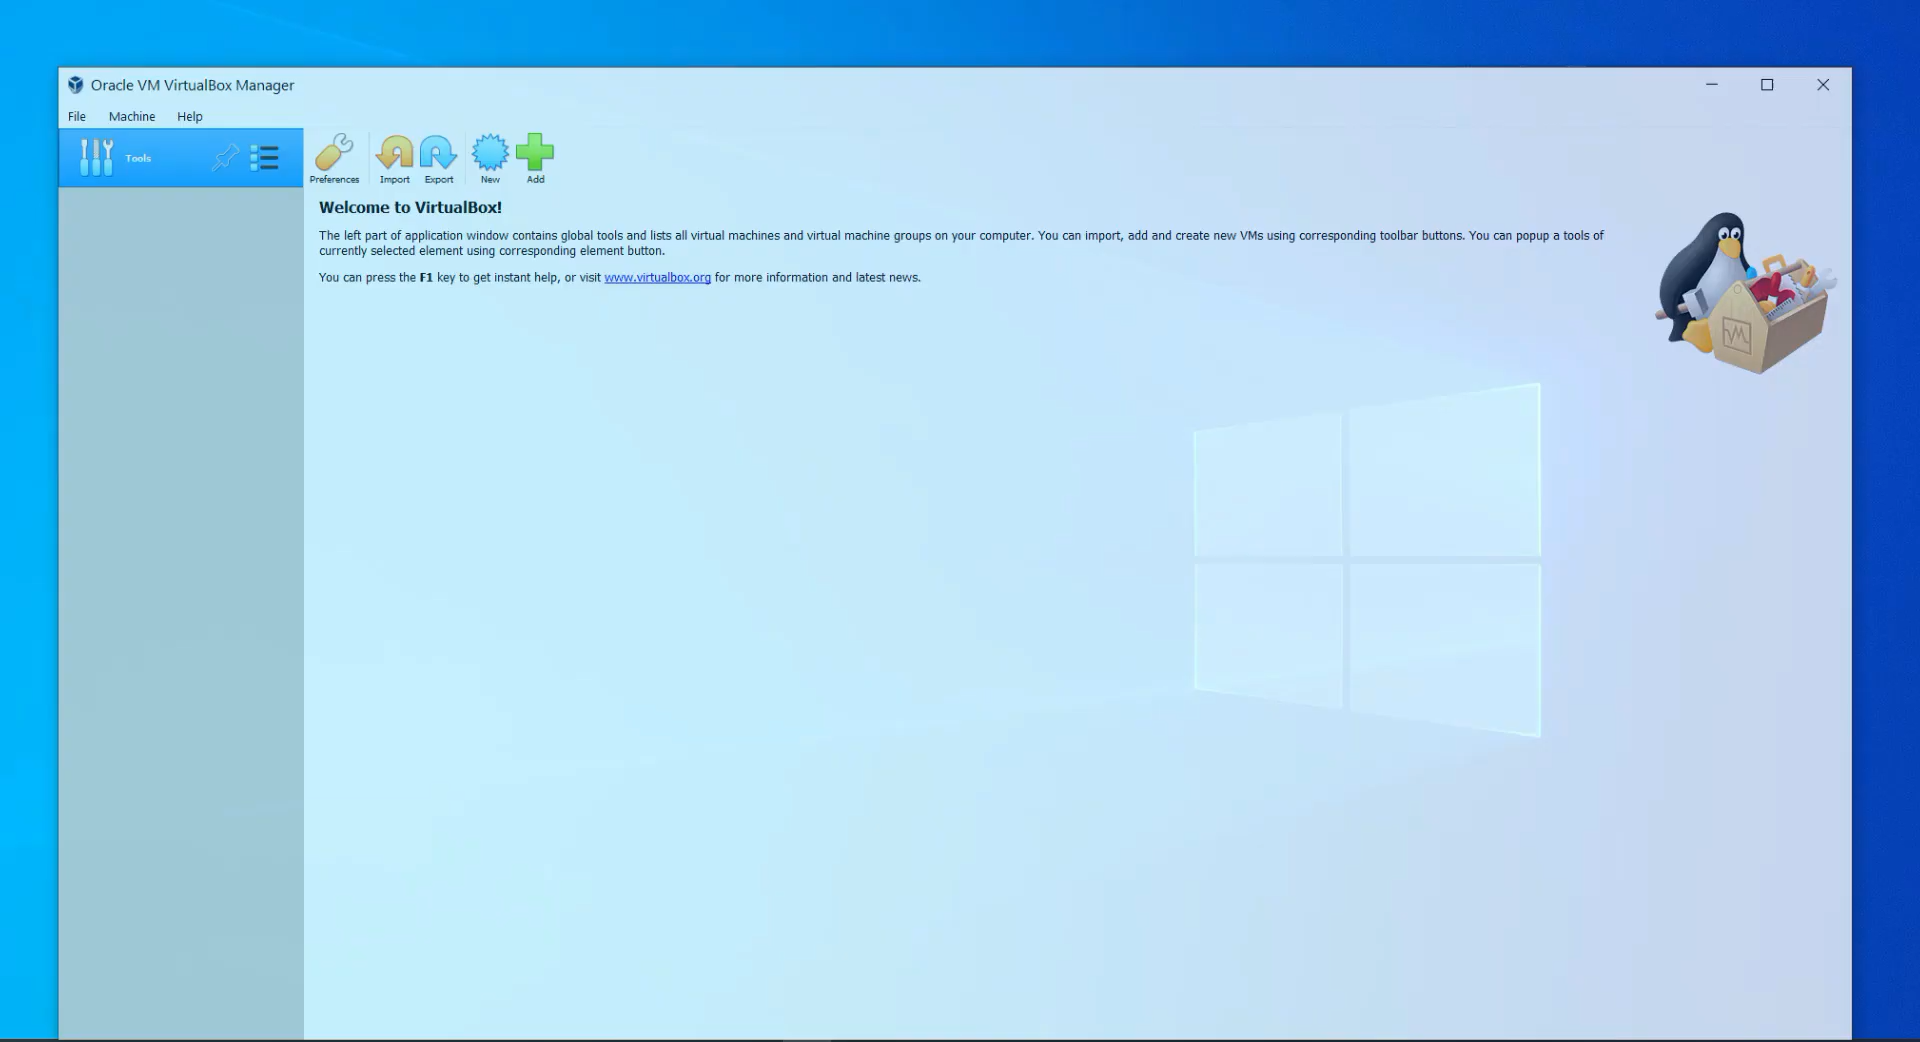 Oracle VM VirtualBox Manager
File Machine Help
Tools
Preferences Import Export New Add
Welcome to VirtualBox!
The left part of application window contains global tools and lists all virtual machines and virtual machine groups on your computer. You can import, add and create new VMs using corresponding toolbar buttons. You can popup a tools of
currently selected element using corresponding element button.
You can press the F1 key to get instant help, or visit www.virtualbox.org for more information and latest news.